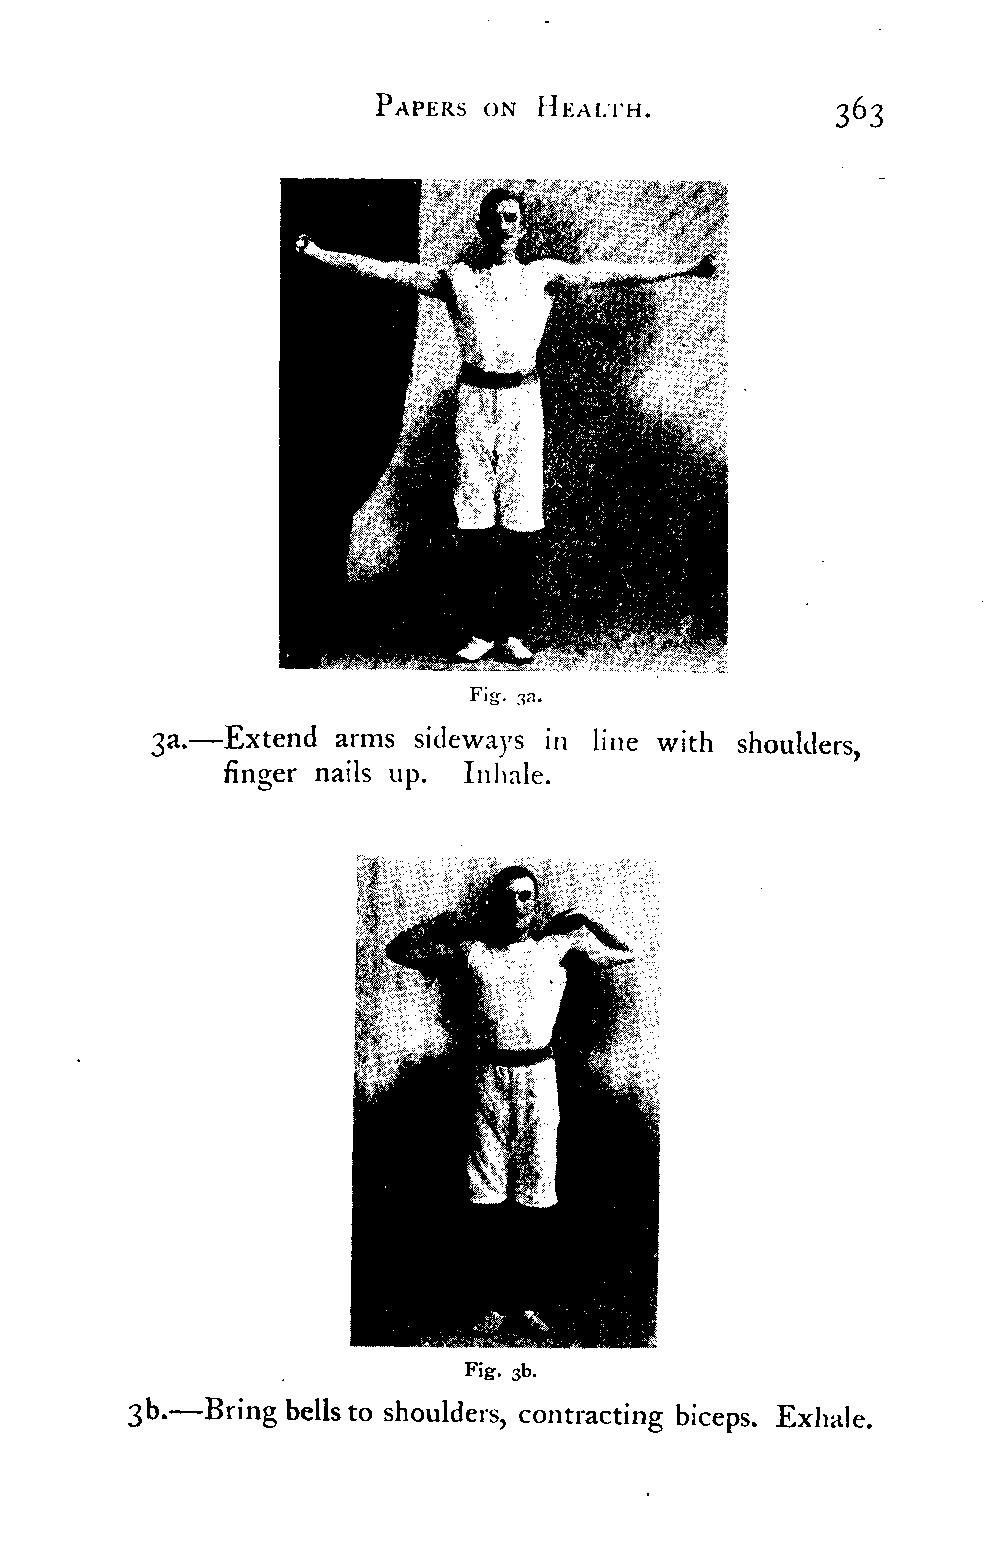 PAPERS ON HEALTH. 363
Fig. 3a.
3a.—Extend arms sideways in line with shoulders,
finger nails up. Inhale.
Fig. 3b.
3b.—Bring bells to shoulders, contracting biceps. Exhale.